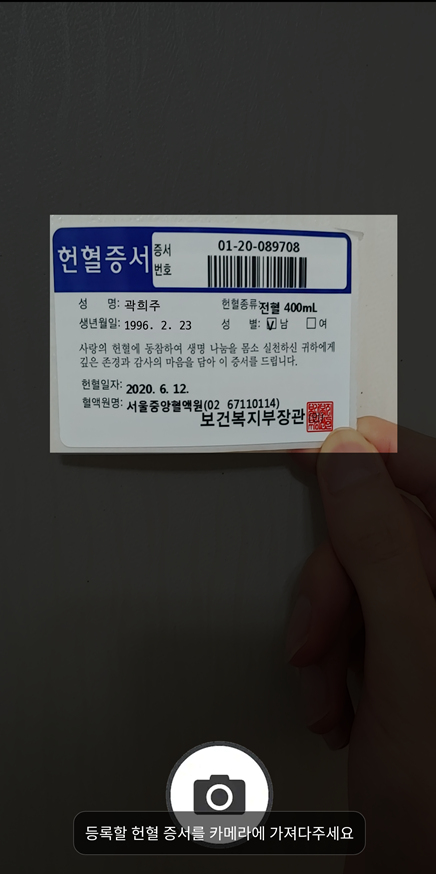 헌혈증서
증서
번호
01-20-089708
성 명: 곽희주
헌혈종류: 전혈 400mL
생년월일: 1996. 2. 23
성 별: ☑ 남 ☐ 여
사랑의 헌혈에 동참하여 생명 나눔을 몸소 실천하신 귀하에게
깊은 존경과 감사의 마음을 담아 이 증서를 드립니다.
헌혈일자: 2020. 6. 12.
혈액원명: 서울중앙혈액원(02 67110114)
보건복지부장관
등록할 헌혈 증서를 카메라에 가져다주세요